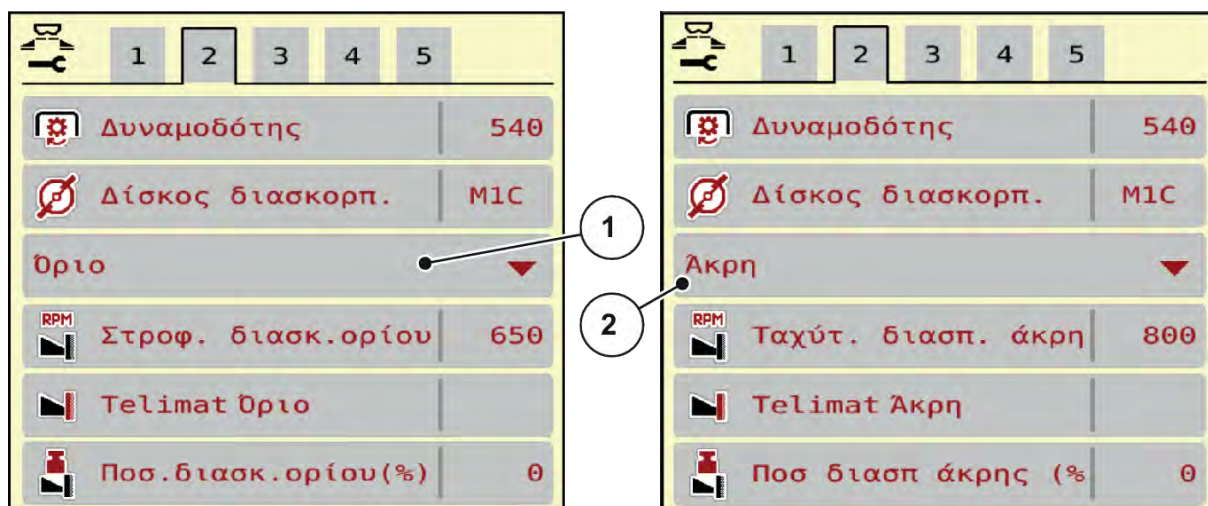 1 2 3 4 5
Δυναμοδότης 540
Δίσκος διασκορπ. M1C
Όριο
RPM Στροφ. διασκ.ορίου 650
Telimat Όριο
Ποσ.διασκ.ορίου(%) 0
1
2
1 2 3 4 5
Δυναμοδότης 540
Δίσκος διασκορπ. M1C
Άκρη
RPM Ταχύτ. διασπ. άκρη 800
Telimat Άκρη
Ποσ διασπ άκρης (% 0